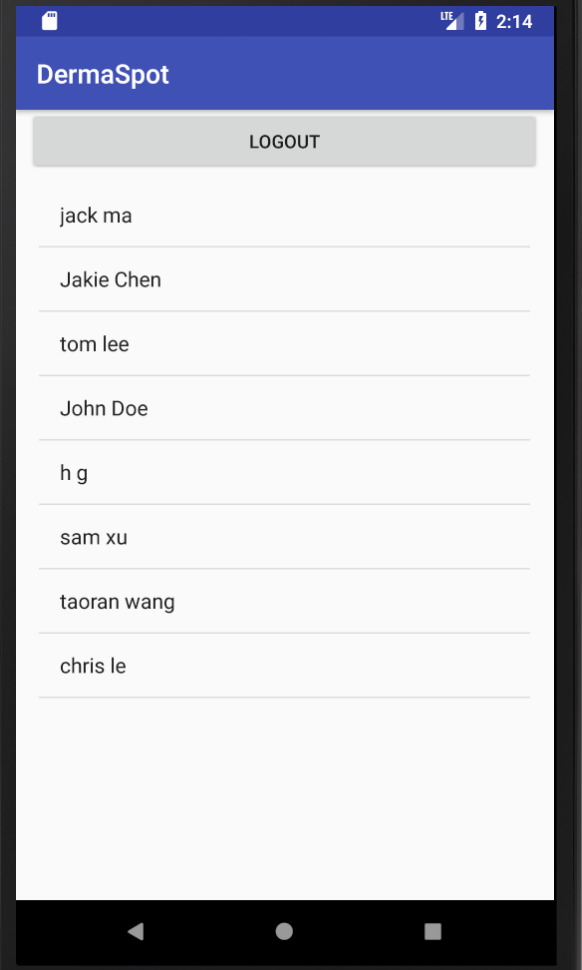 LTE 2:14
DermaSpot
LOGOUT
jack ma
Jakie Chen
tom lee
John Doe
h g
sam xu
taoran wang
chris le